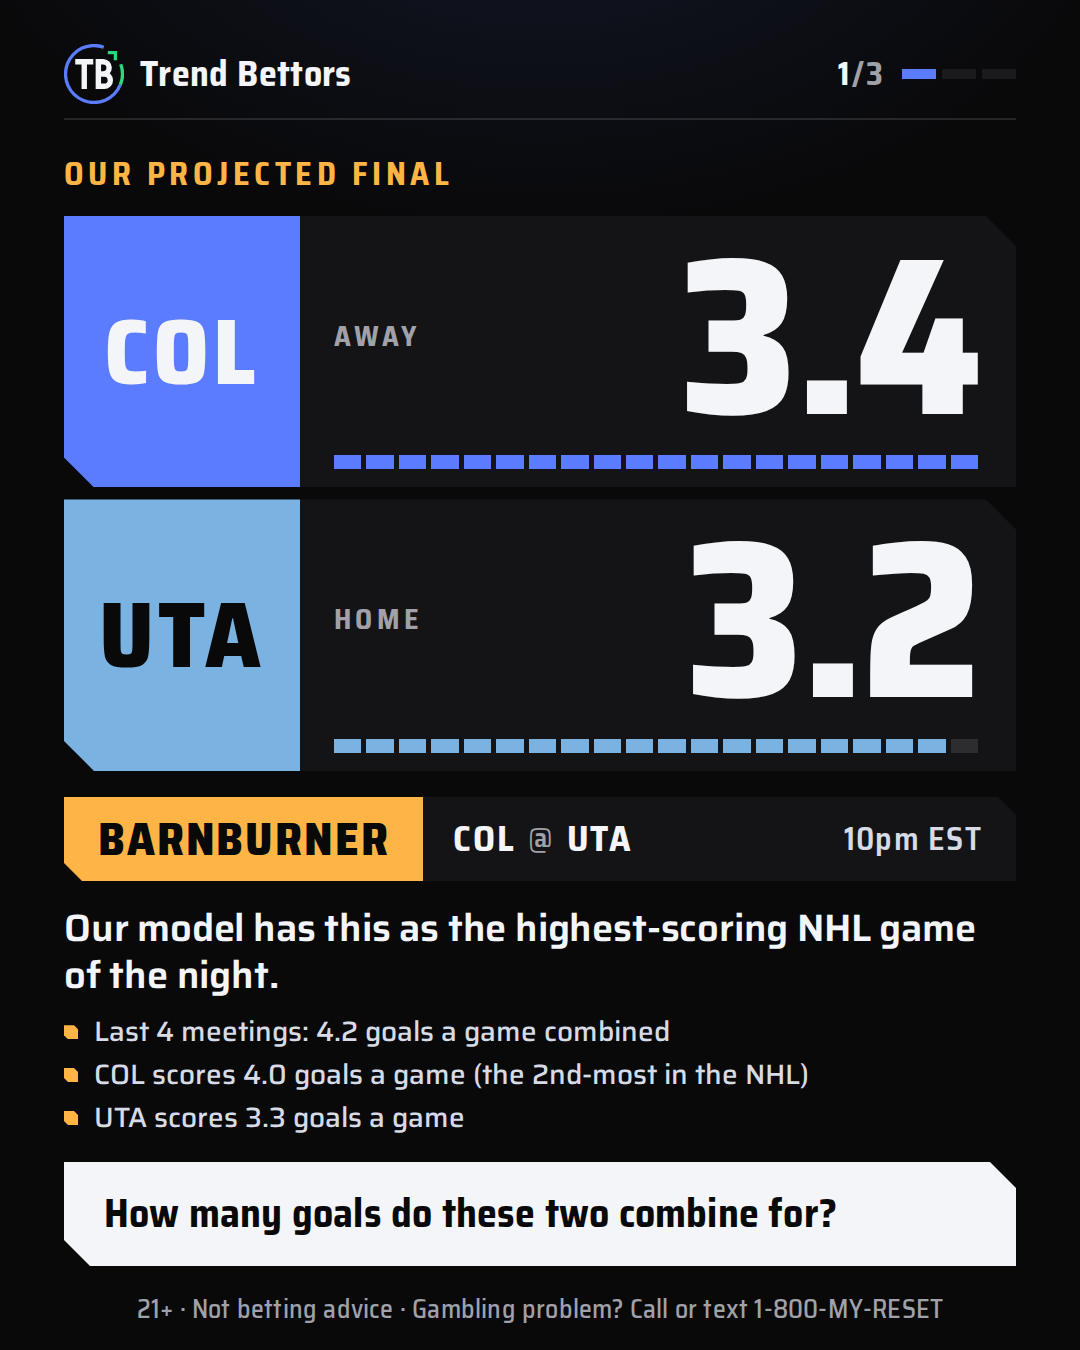 TB Trend Bettors
1/3
OUR PROJECTED FINAL
COL
AWAY
3.4
UTA
HOME
3.2
BARNBURNER COL @ UTA 10pm EST
Our model has this as the highest-scoring NHL game
of the night.
Last 4 meetings: 4.2 goals a game combined
COL scores 4.0 goals a game (the 2nd-most in the NHL)
UTA scores 3.3 goals a game
How many goals do these two combine for?
21+ · Not betting advice · Gambling problem? Call or text 1-800-MY-RESET